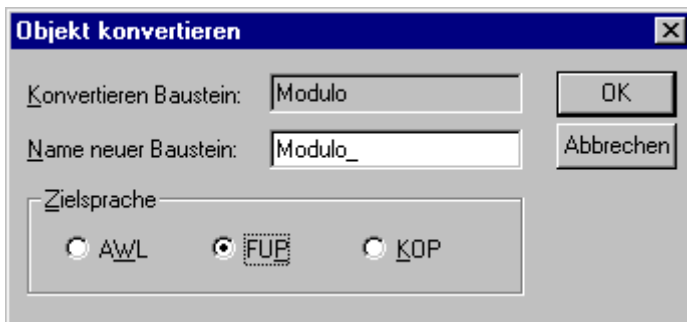 Objekt konvertieren
Konvertieren Baustein: Modulo OK
Name neuer Baustein: Modulo_ Abbrechen
Zielsprache
AWL FUP KOP